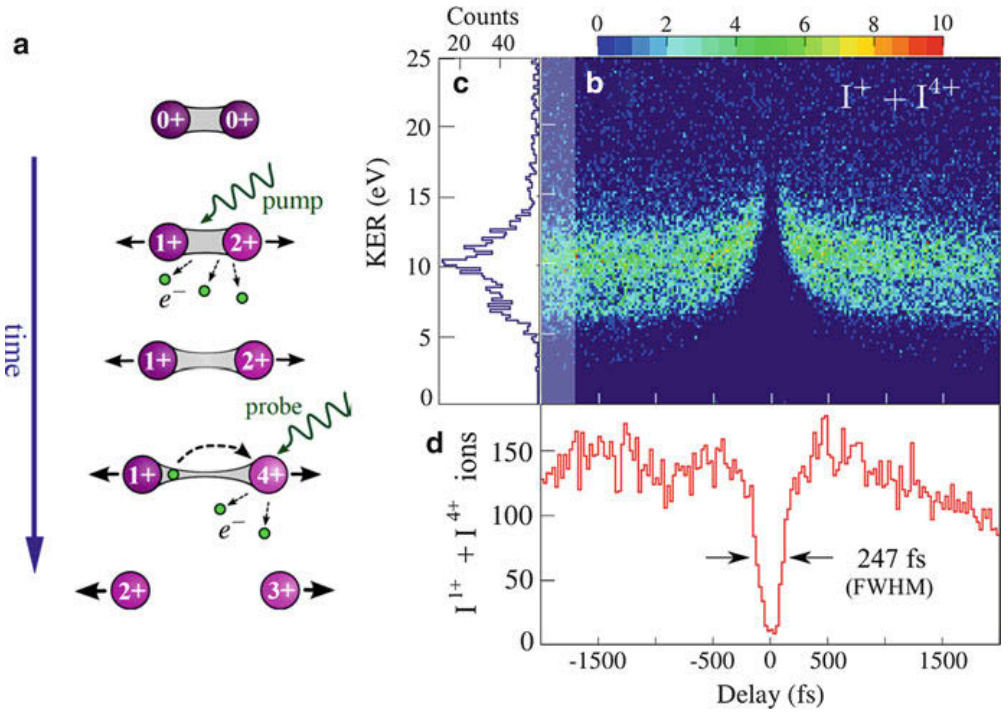 a
0+ 0+
pump
1+ 2+
e−
time
1+ 2+
probe
1+ 4+
e−
2+ 3+
Counts
20 40
0 2 4 6 8 10
c
b
I⁺ + I⁴⁺
KER (eV)
25
20
15
10
5
0
d
I¹⁺ + I⁴⁺ ions
150
100
50
0
247 fs
(FWHM)
-1500 -500 0 500 1500
Delay (fs)